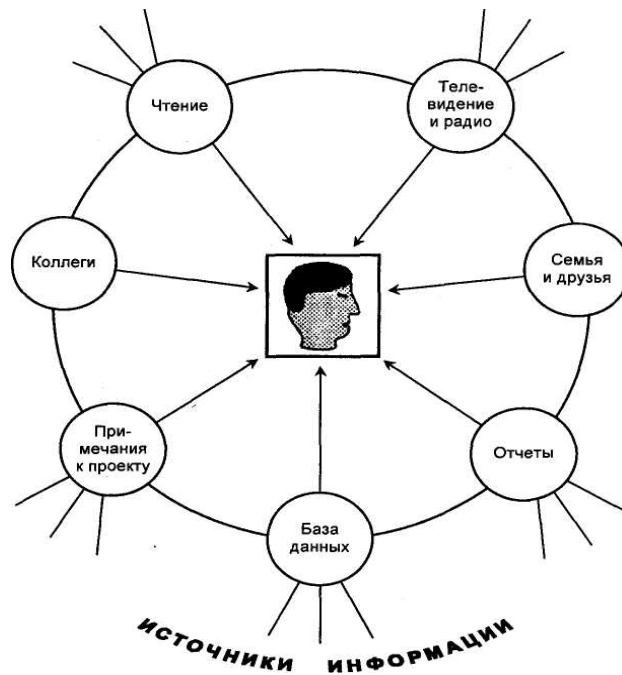 Чтение
Теле-
видение
и радио
Коллеги
Семья
и друзья
При-
мечания
к проекту
Отчеты
База
данных
ИСТОЧНИКИ ИНФОРМАЦИИ